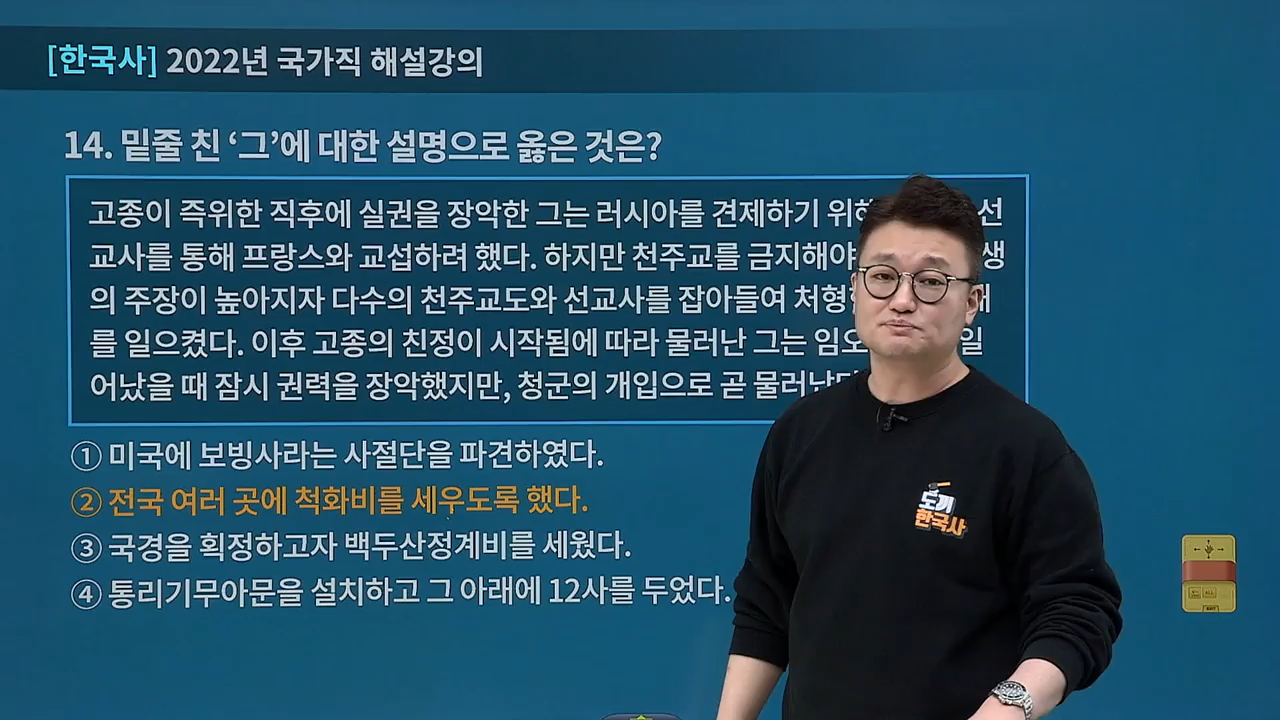 [한국사] 2022년 국가직 해설강의
14. 밑줄 친 ‘그’에 대한 설명으로 옳은 것은?
고종이 즉위한 직후에 실권을 장악한 그는 러시아를 견제하기 선
교사를 통해 프랑스와 교섭하려 했다. 하지만 천주교를 금지해야 생
의 주장이 높아지자 다수의 천주교도와 선교사를 잡아들여
를 일으켰다. 이후 고종의 친정이 시작됨에 따라 물러난 그는 일
어났을 때 잠시 권력을 장악했지만, 청군의 개입으로 곧
① 미국에 보빙사라는 사절단을 파견하였다.
② 전국 여러 곳에 척화비를 세우도록 했다.
③ 국경을 획정하고자 백두산정계비를 세웠다.
④ 통리기무아문을 설치하고 그 아래에 12사를 두었다.
도끼
한국사
ALL
EXIT